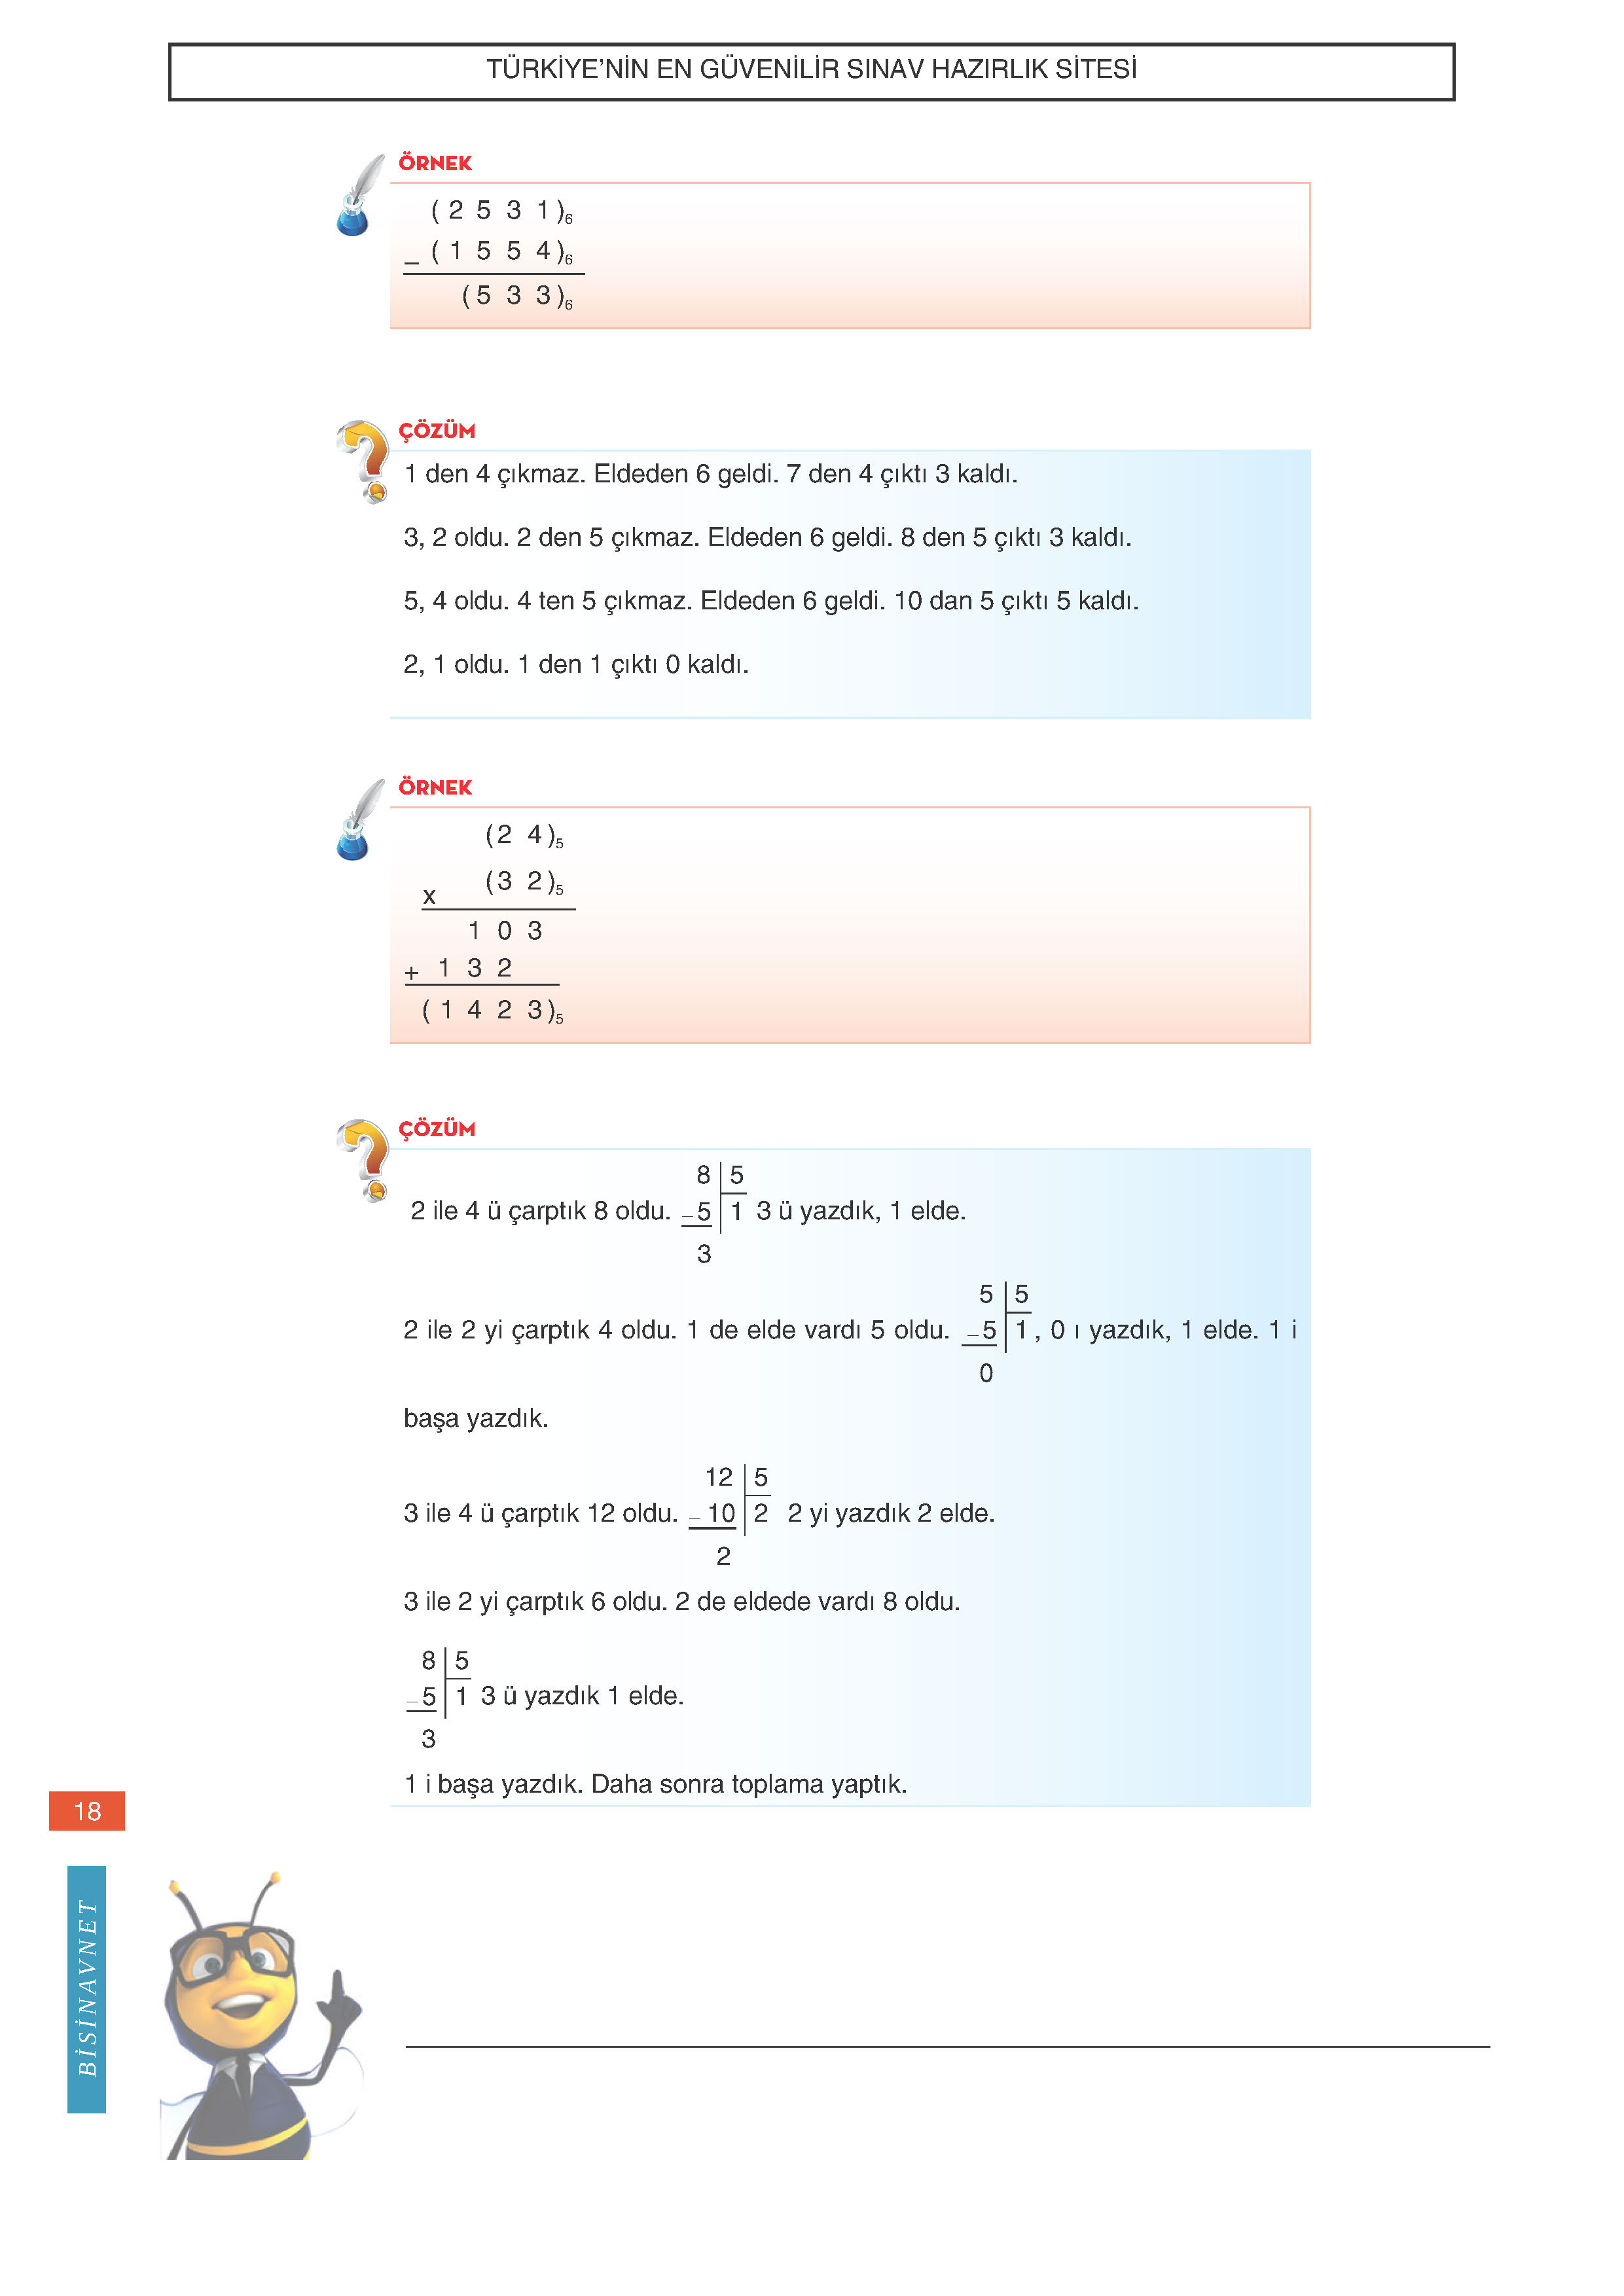 TÜRKİYE’NİN EN GÜVENİLİR SINAV HAZIRLIK SİTESİ
ÖRNEK
( 2 5 3 1 )₆
– ( 1 5 5 4 )₆
( 5 3 3 )₆
ÇÖZÜM
1 den 4 çıkmaz. Eldeden 6 geldi. 7 den 4 çıktı 3 kaldı.
3, 2 oldu. 2 den 5 çıkmaz. Eldeden 6 geldi. 8 den 5 çıktı 3 kaldı.
5, 4 oldu. 4 ten 5 çıkmaz. Eldeden 6 geldi. 10 dan 5 çıktı 5 kaldı.
2, 1 oldu. 1 den 1 çıktı 0 kaldı.
ÖRNEK
(2 4)₅
x (3 2)₅
1 0 3
+ 1 3 2
( 1 4 2 3)₅
ÇÖZÜM
8 5
2 ile 4 ü çarptık 8 oldu. –5 1 3 ü yazdık, 1 elde.
3
5 5
2 ile 2 yi çarptık 4 oldu. 1 de elde vardı 5 oldu. –5 1 , 0 ı yazdık, 1 elde. 1 i
0
başa yazdık.
12 5
3 ile 4 ü çarptık 12 oldu. – 10 2 2 yi yazdık 2 elde.
2
3 ile 2 yi çarptık 6 oldu. 2 de eldede vardı 8 oldu.
8 5
–5 1 3 ü yazdık 1 elde.
3
1 i başa yazdık. Daha sonra toplama yaptık.
18
BİSİNAVNET